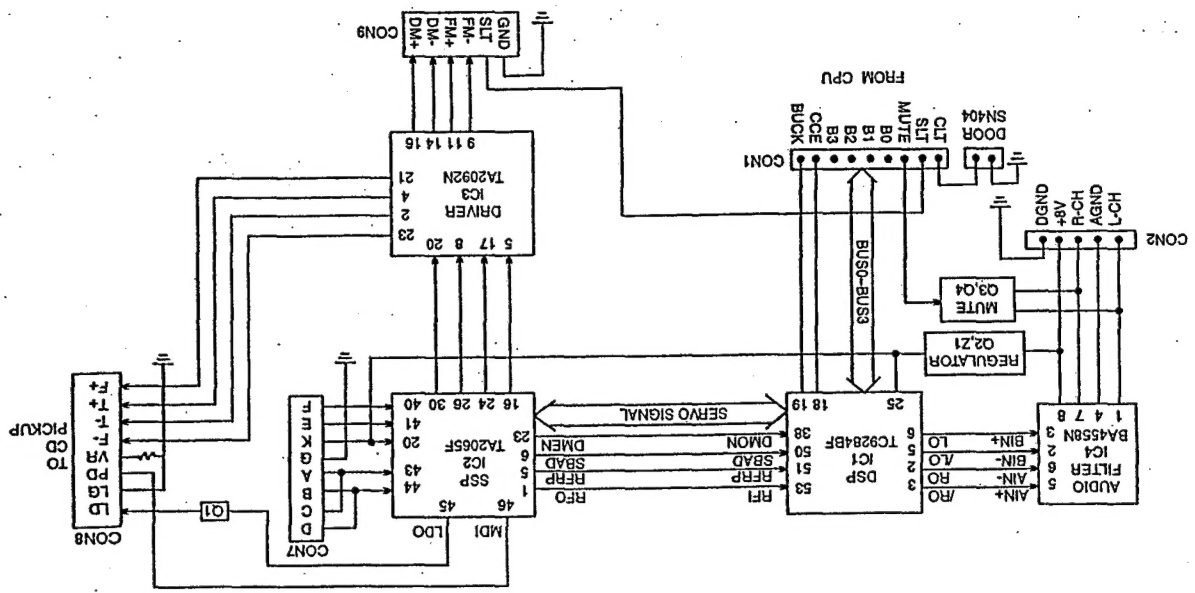 AUDIO
FILTER
IC4
BA4558N
5
6
2
3
1 4 7 8
AIN+ /RO
AIN- RO
BIN- /LO
BIN+ LO
3
2
5
6
DSP
IC1
TC9284BF
53
51
50
38
25 18 19
RFI RFO
RFRP RFRP
SBAD SBAD
DMON DMEN
SERVO SIGNAL
MDI LDO
46 45
1
5
6
23
SSP
IC2
TA2065F
44
43
20
41
40
16 24 26 30
Q1
CON7
D
C
B
A
G
K
E
F
CON8
LD
LG
PD
VR
F-
T-
T+
F+
TO
CD
PICKUP
REGULATOR
Q2,Z1
MUTE
Q3,Q4
BUS0-BUS3
CON2
L-CH
AGND
R-CH
+8V
DGND
DOOR
SN404
CON1
CLT
SLT
MUTE
B0
B1
B2
B3
CCE
BUCK
FROM CPU
5 17 8 20
DRIVER
IC3
TA2092N
23
2
4
21
9 11 14 16
GND
SLT
FM-
FM+
DM-
DM+
CON9